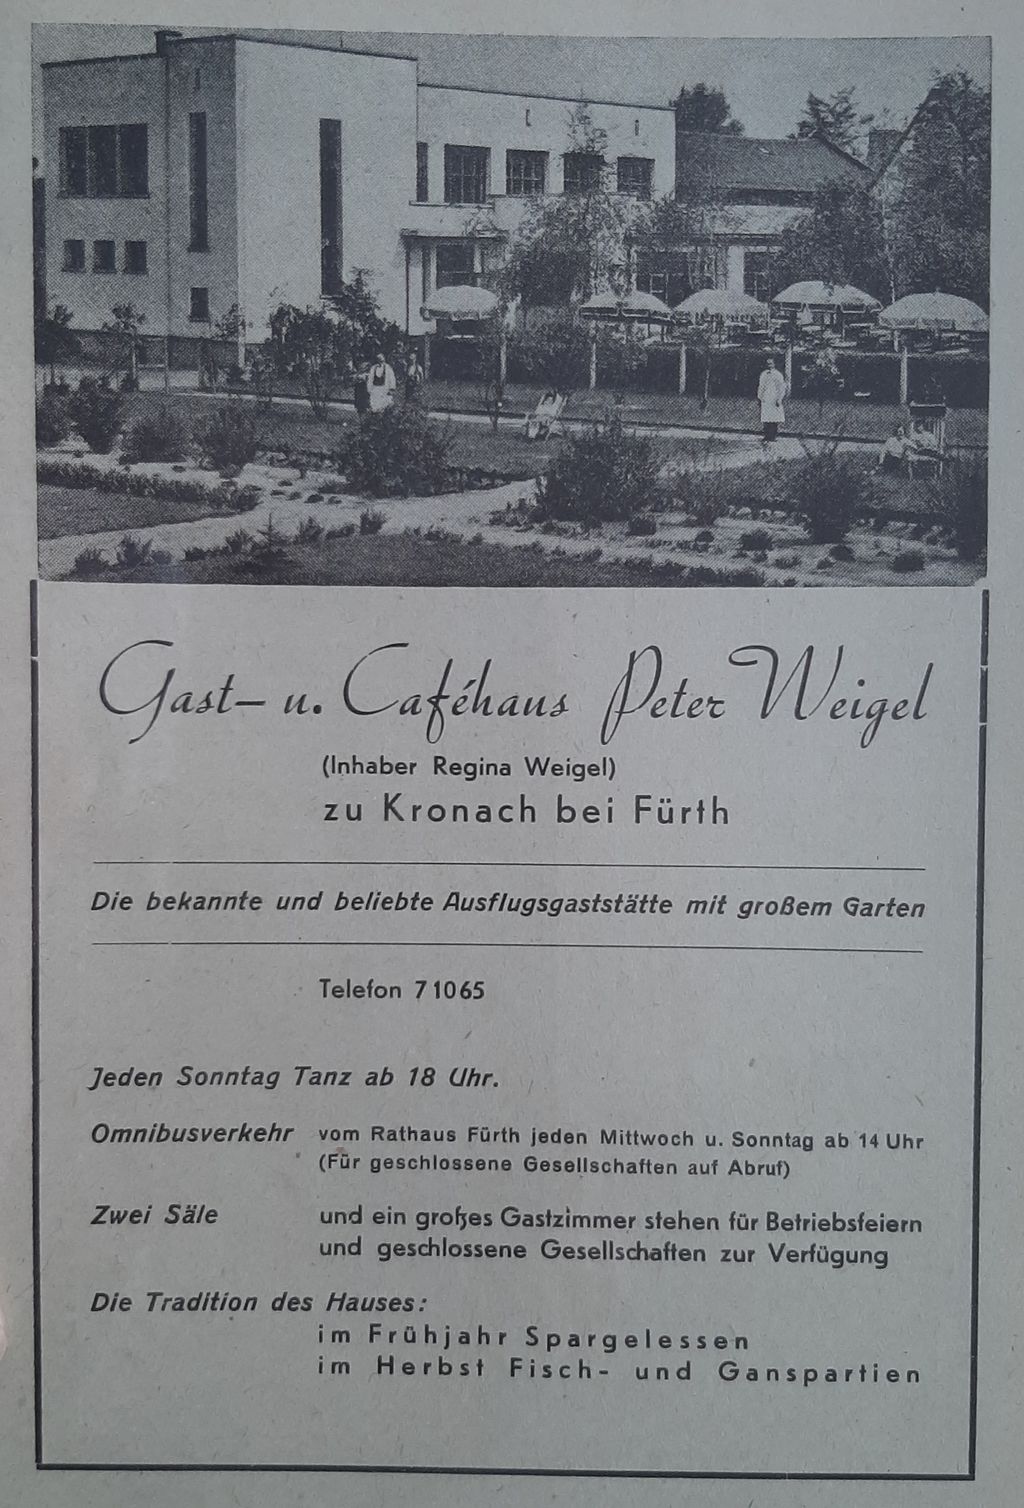 Gast- u. Caféhaus Peter Weigel
(Inhaber Regina Weigel)
zu Kronach bei Fürth
Die bekannte und beliebte Ausflugsgaststätte mit großem Garten
Telefon 7 10 65
Jeden Sonntag Tanz ab 18 Uhr.
Omnibusverkehr vom Rathaus Fürth jeden Mittwoch u. Sonntag ab 14 Uhr
(Für geschlossene Gesellschaften auf Abruf)
Zwei Säle und ein großes Gastzimmer stehen für Betriebsfeiern
und geschlossene Gesellschaften zur Verfügung
Die Tradition des Hauses:
im Frühjahr Spargelessen
im Herbst Fisch- und Ganspartien